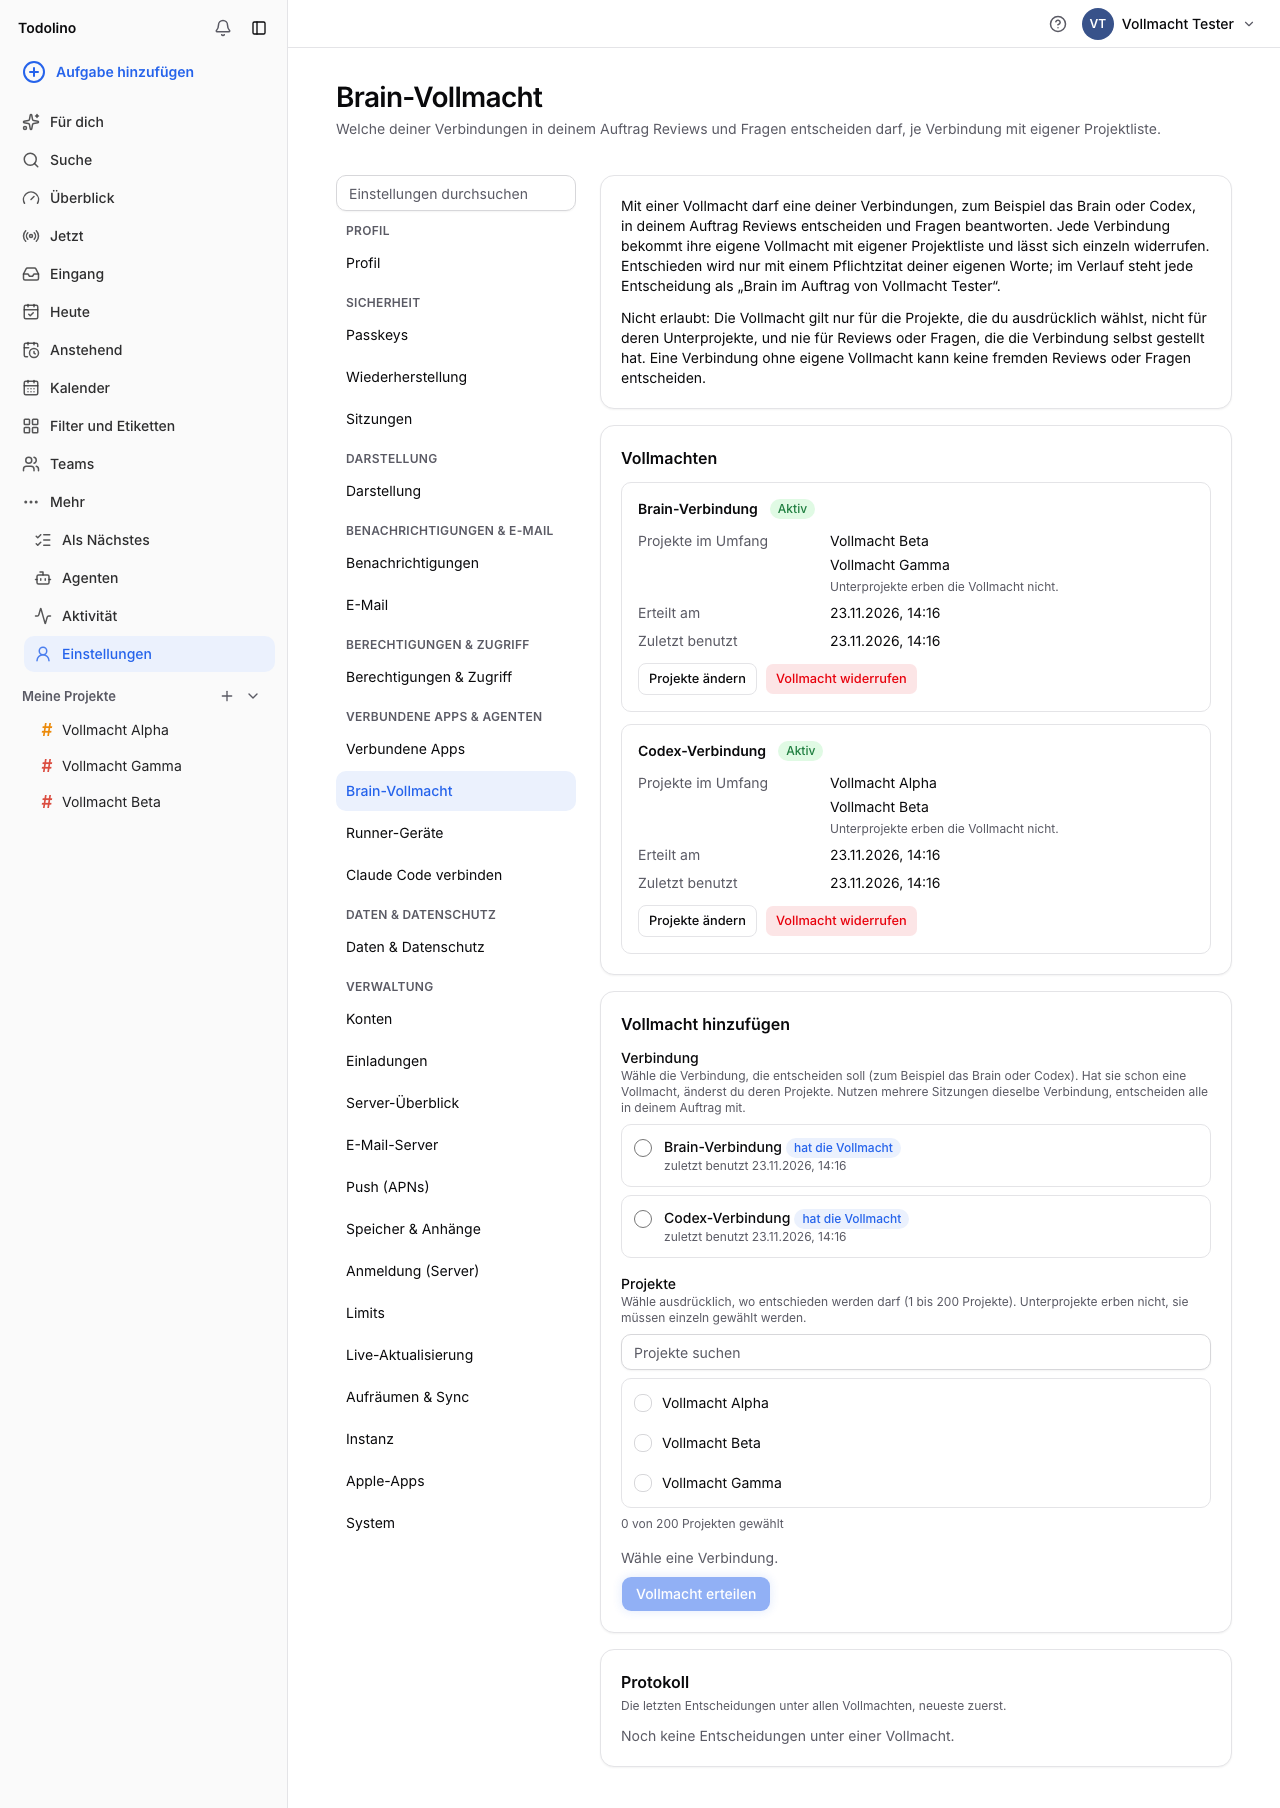 Todolino
Aufgabe hinzufügen
Für dich
Suche
Überblick
Jetzt
Eingang
Heute
Anstehend
Kalender
Filter und Etiketten
Teams
Mehr
Als Nächstes
Agenten
Aktivität
Einstellungen
Meine Projekte
# Vollmacht Alpha
# Vollmacht Gamma
# Vollmacht Beta
VT Vollmacht Tester
Brain-Vollmacht
Welche deiner Verbindungen in deinem Auftrag Reviews und Fragen entscheiden darf, je Verbindung mit eigener Projektliste.
Einstellungen durchsuchen
PROFIL
Profil
SICHERHEIT
Passkeys
Wiederherstellung
Sitzungen
DARSTELLUNG
Darstellung
BENACHRICHTIGUNGEN & E-MAIL
Benachrichtigungen
E-Mail
BERECHTIGUNGEN & ZUGRIFF
Berechtigungen & Zugriff
VERBUNDENE APPS & AGENTEN
Verbundene Apps
Brain-Vollmacht
Runner-Geräte
Claude Code verbinden
DATEN & DATENSCHUTZ
Daten & Datenschutz
VERWALTUNG
Konten
Einladungen
Server-Überblick
E-Mail-Server
Push (APNs)
Speicher & Anhänge
Anmeldung (Server)
Limits
Live-Aktualisierung
Aufräumen & Sync
Instanz
Apple-Apps
System
Mit einer Vollmacht darf eine deiner Verbindungen, zum Beispiel das Brain oder Codex,
in deinem Auftrag Reviews entscheiden und Fragen beantworten. Jede Verbindung
bekommt ihre eigene Vollmacht mit eigener Projektliste und lässt sich einzeln widerrufen.
Entschieden wird nur mit einem Pflichtzitat deiner eigenen Worte; im Verlauf steht jede
Entscheidung als „Brain im Auftrag von Vollmacht Tester“.
Nicht erlaubt: Die Vollmacht gilt nur für die Projekte, die du ausdrücklich wählst, nicht für
deren Unterprojekte, und nie für Reviews oder Fragen, die die Verbindung selbst gestellt
hat. Eine Verbindung ohne eigene Vollmacht kann keine fremden Reviews oder Fragen
entscheiden.
Vollmachten
Brain-Verbindung Aktiv
Projekte im Umfang Vollmacht Beta
Vollmacht Gamma
Unterprojekte erben die Vollmacht nicht.
Erteilt am 23.11.2026, 14:16
Zuletzt benutzt 23.11.2026, 14:16
Projekte ändern Vollmacht widerrufen
Codex-Verbindung Aktiv
Projekte im Umfang Vollmacht Alpha
Vollmacht Beta
Unterprojekte erben die Vollmacht nicht.
Erteilt am 23.11.2026, 14:16
Zuletzt benutzt 23.11.2026, 14:16
Projekte ändern Vollmacht widerrufen
Vollmacht hinzufügen
Verbindung
Wähle die Verbindung, die entscheiden soll (zum Beispiel das Brain oder Codex). Hat sie schon eine
Vollmacht, änderst du deren Projekte. Nutzen mehrere Sitzungen dieselbe Verbindung, entscheiden alle
in deinem Auftrag mit.
Brain-Verbindung hat die Vollmacht
zuletzt benutzt 23.11.2026, 14:16
Codex-Verbindung hat die Vollmacht
zuletzt benutzt 23.11.2026, 14:16
Projekte
Wähle ausdrücklich, wo entschieden werden darf (1 bis 200 Projekte). Unterprojekte erben nicht, sie
müssen einzeln gewählt werden.
Projekte suchen
Vollmacht Alpha
Vollmacht Beta
Vollmacht Gamma
0 von 200 Projekten gewählt
Wähle eine Verbindung.
Vollmacht erteilen
Protokoll
Die letzten Entscheidungen unter allen Vollmachten, neueste zuerst.
Noch keine Entscheidungen unter einer Vollmacht.